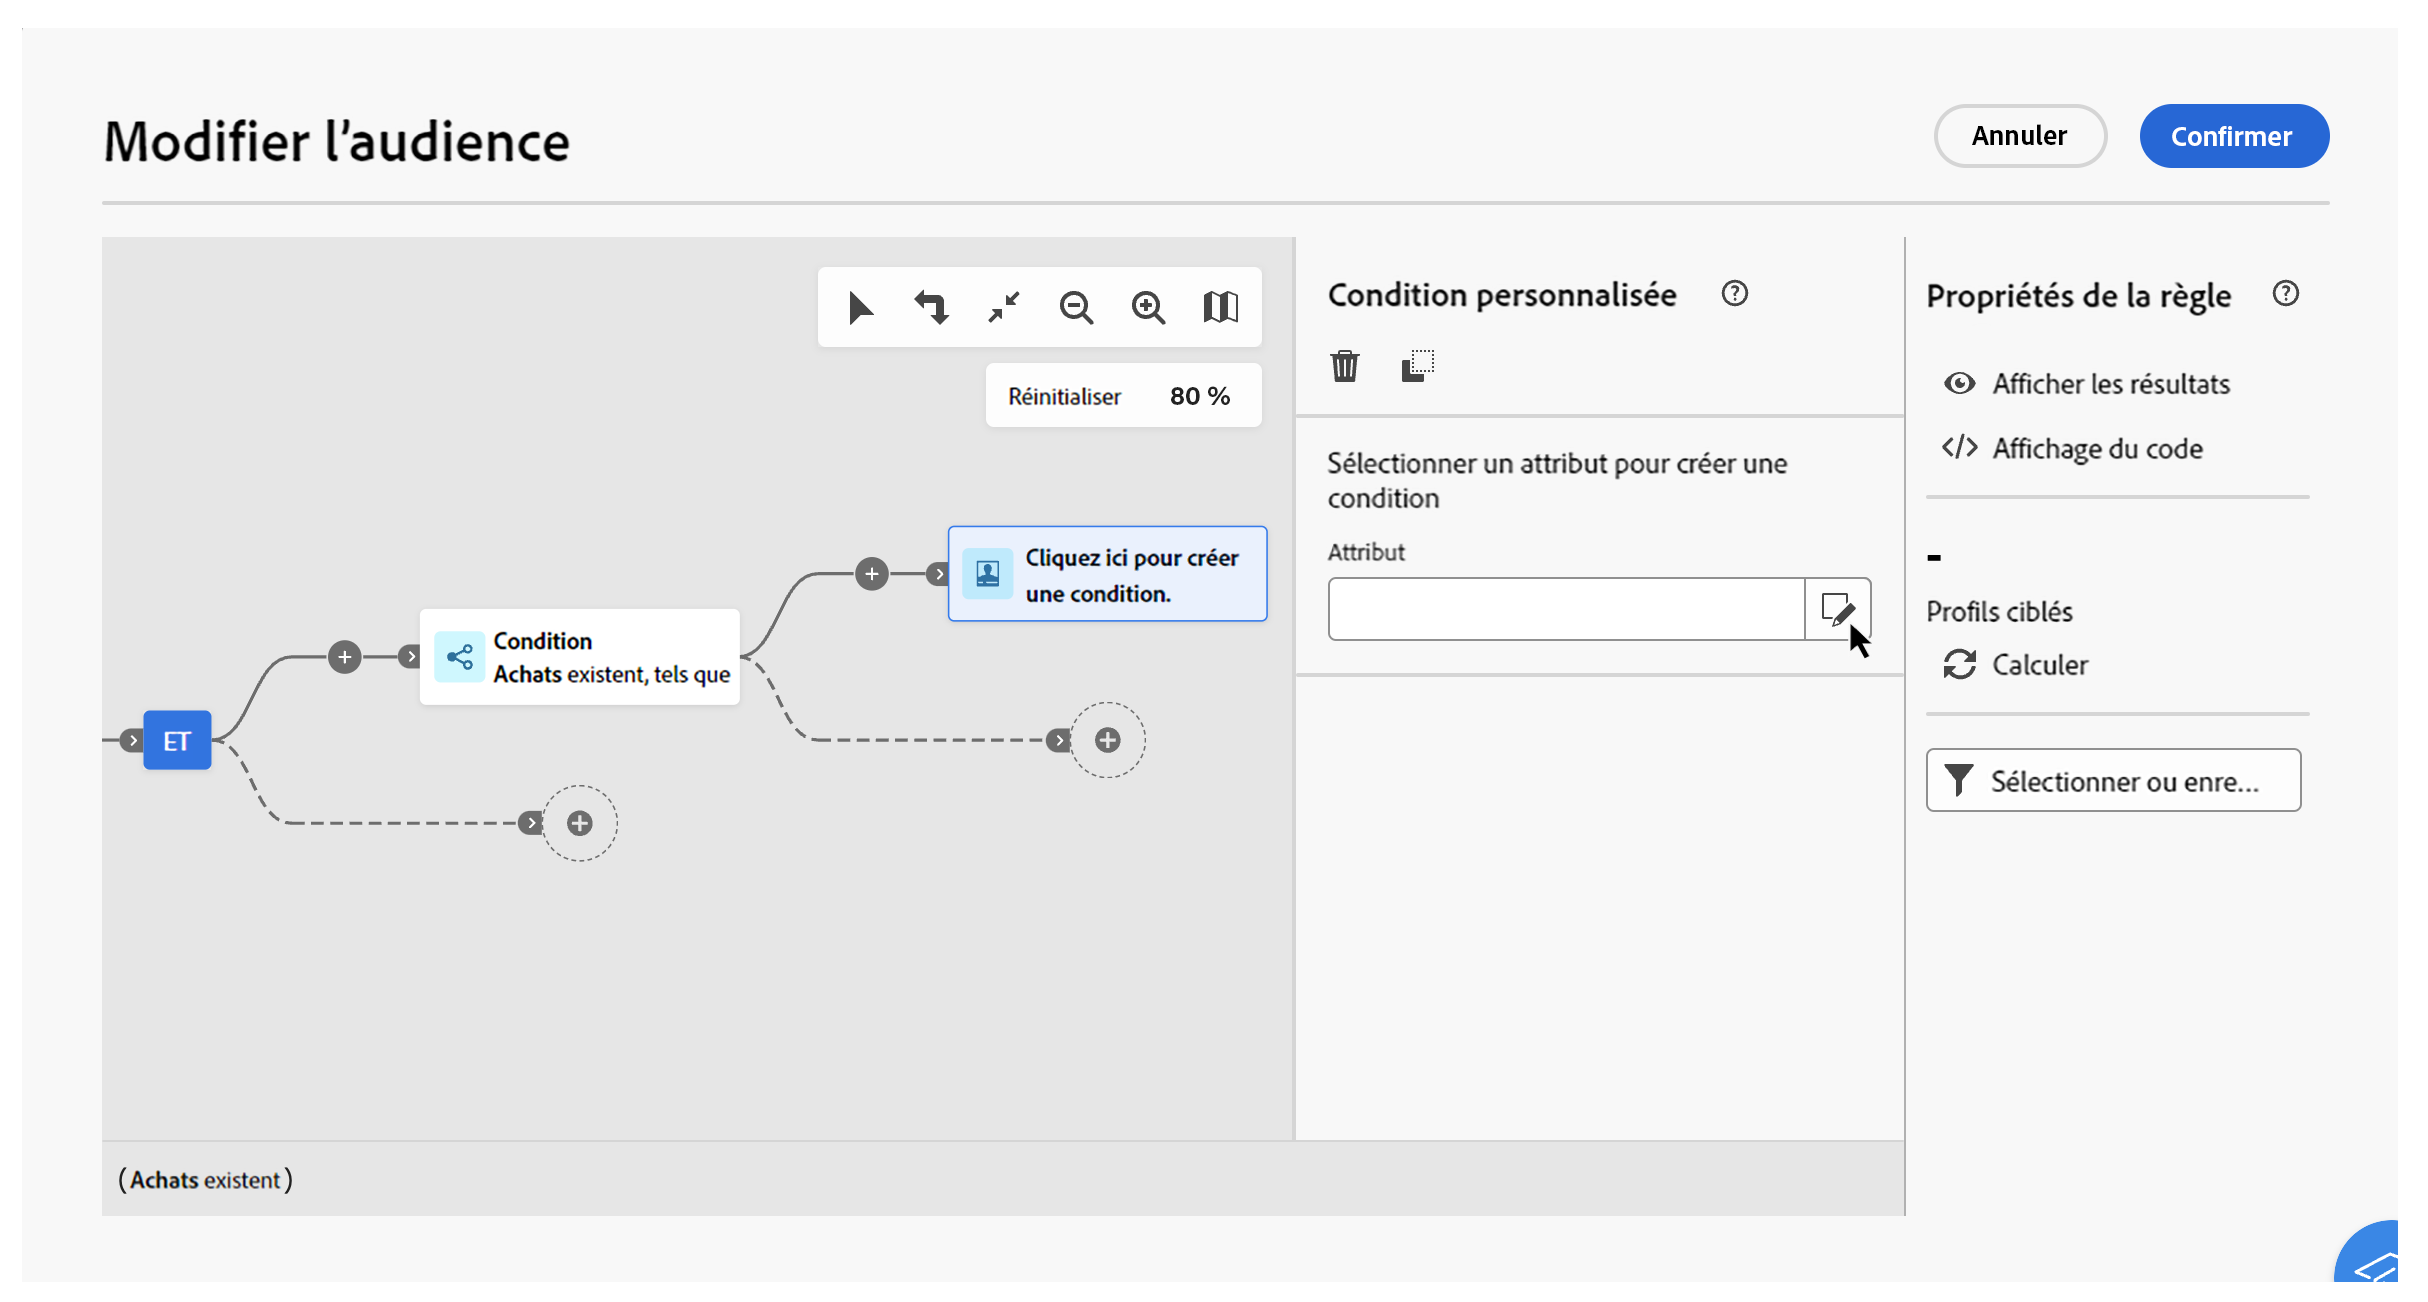 Modifier l’audience
Annuler
Confirmer
Réinitialiser 80 %
Cliquez ici pour créer
une condition.
Condition
Achats existent, tels que
ET
(Achats existent)
Condition personnalisée
Sélectionner un attribut pour créer une
condition
Attribut
Propriétés de la règle
Afficher les résultats
Affichage du code
-
Profils ciblés
Calculer
Sélectionner ou enre...